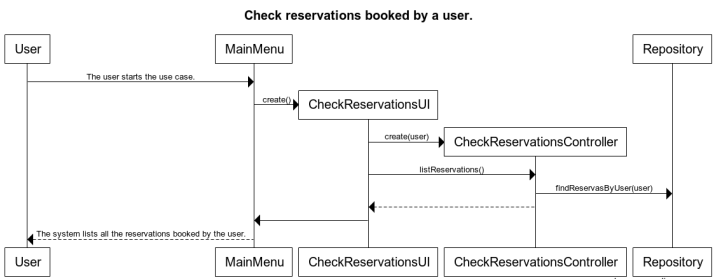 Check reservations booked by a user.
User
MainMenu
Repository
The user starts the use case.
create()
CheckReservationsUI
create(user)
CheckReservationsController
listReservations()
findReservasByUser(user)
The system lists all the reservations booked by the user.
User
MainMenu
CheckReservationsUI
CheckReservationsController
Repository